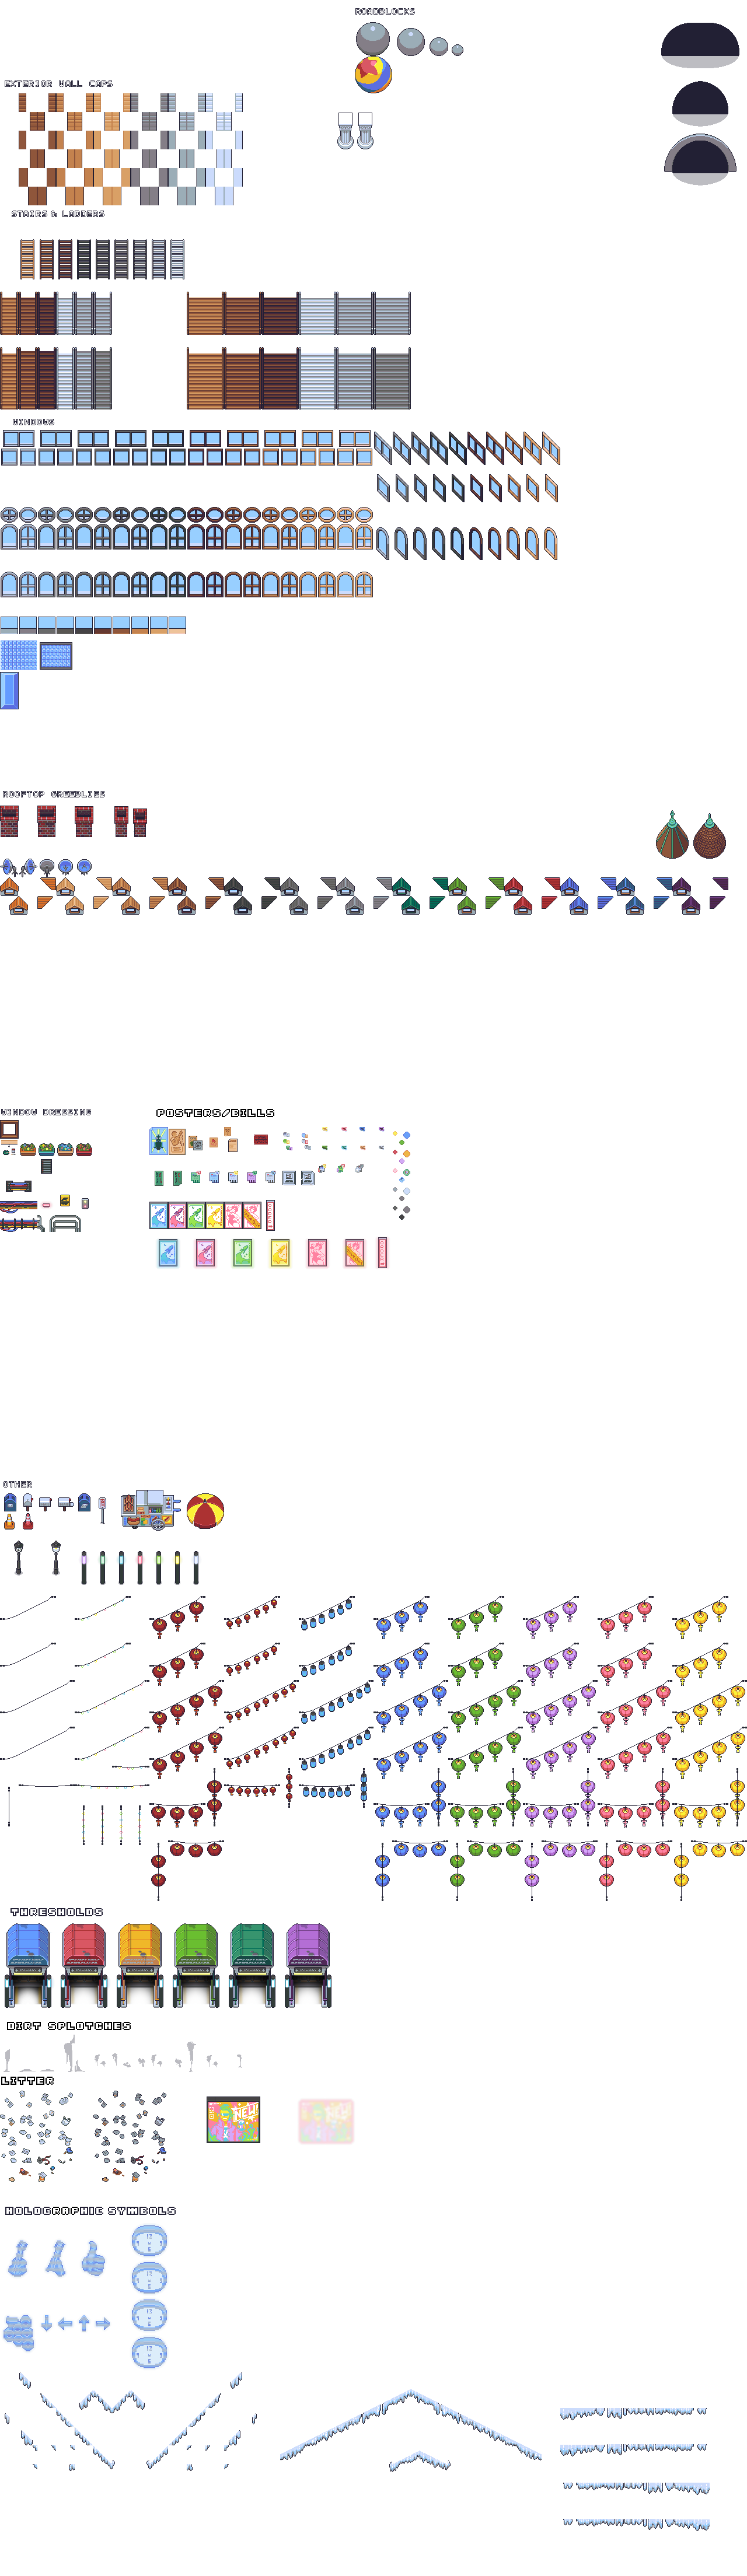 ROADBLOCKS
EXTERIOR WALL CAPS
STAIRS & LADDERS
WINDOWS
ROOFTOP GREEBLIES
WINDOW DRESSING
POSTERS/BILLS
OTHER
THRESHOLDS
DIRT SPLOTCHES
LITTER
NEW!
HOLOGRAPHIC SYMBOLS